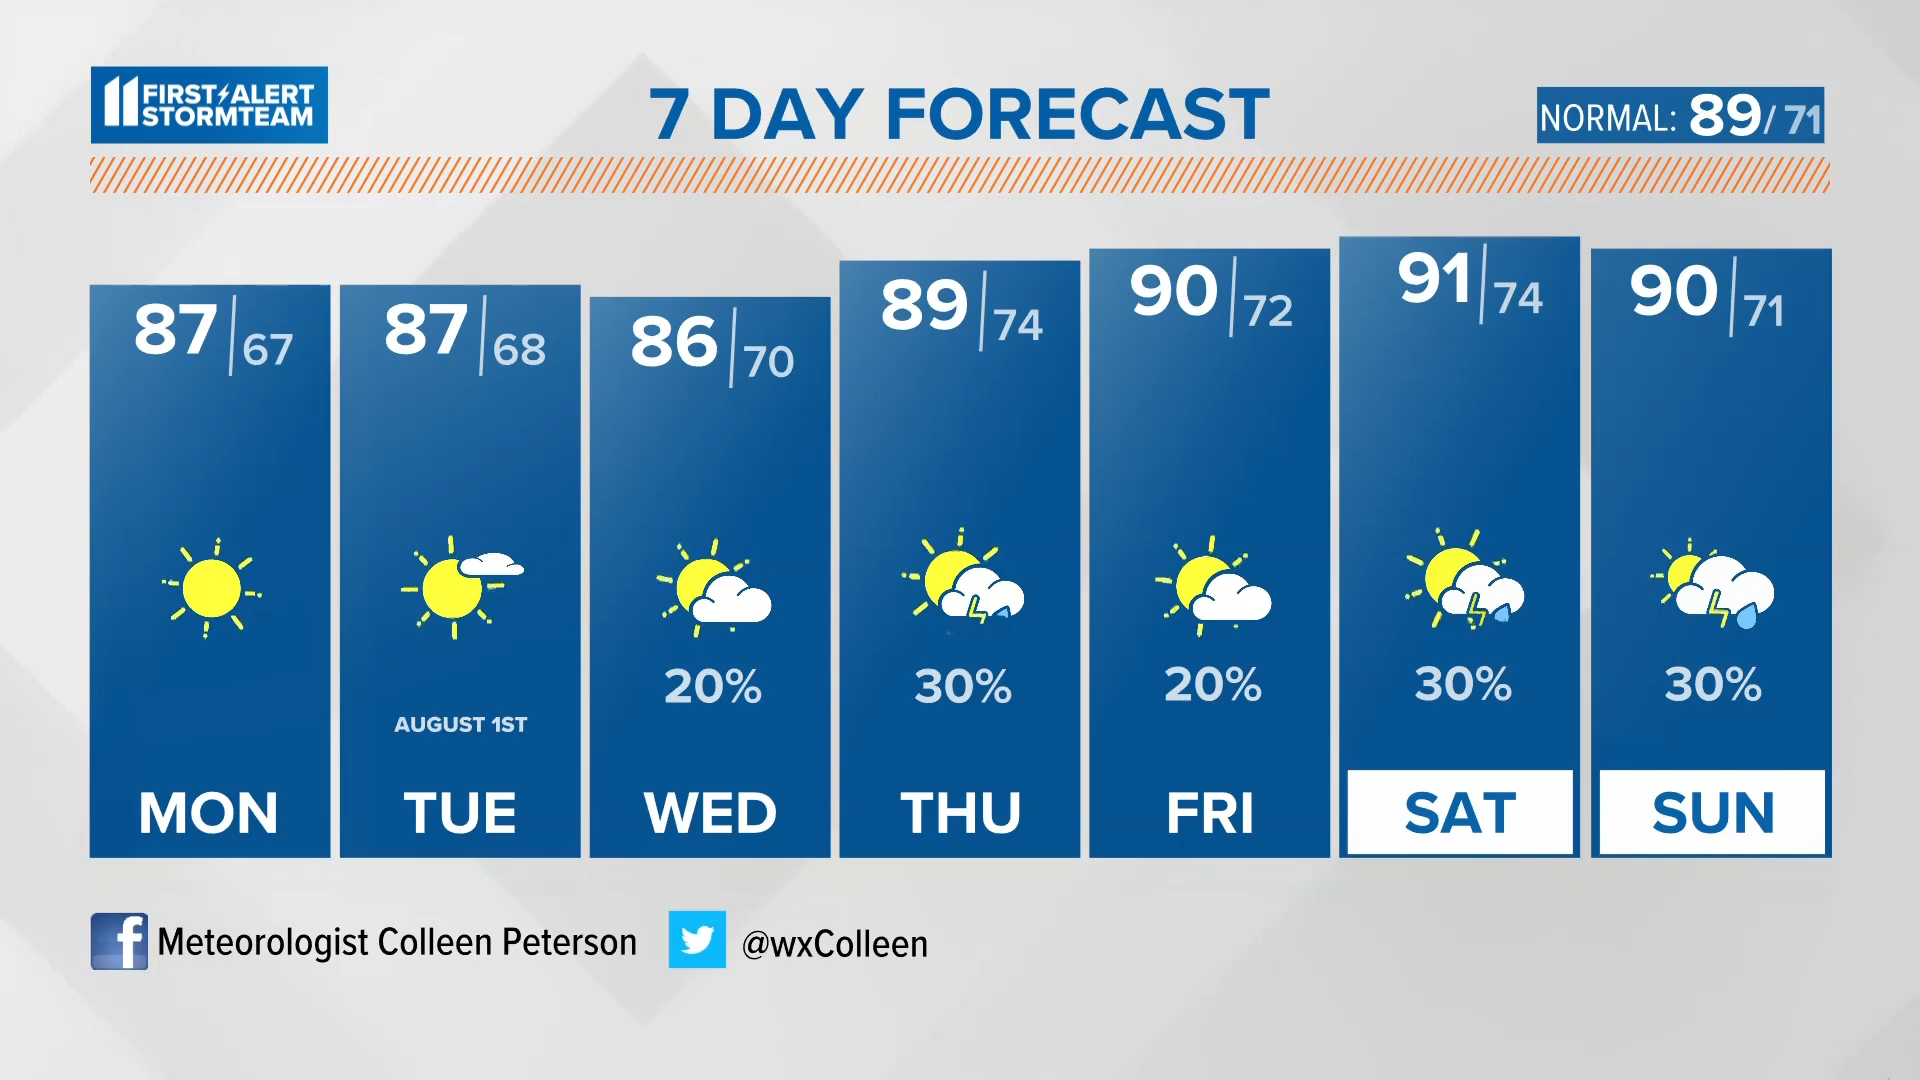 11 FIRST ALERT
STORMTEAM
7 DAY FORECAST
NORMAL: 89/ 71
87/67
87/68
86/70
89/74
90/72
91/74
90/71
20%
30%
20%
30%
30%
AUGUST 1ST
MON
TUE
WED
THU
FRI
SAT
SUN
f Meteorologist Colleen Peterson
@wxColleen